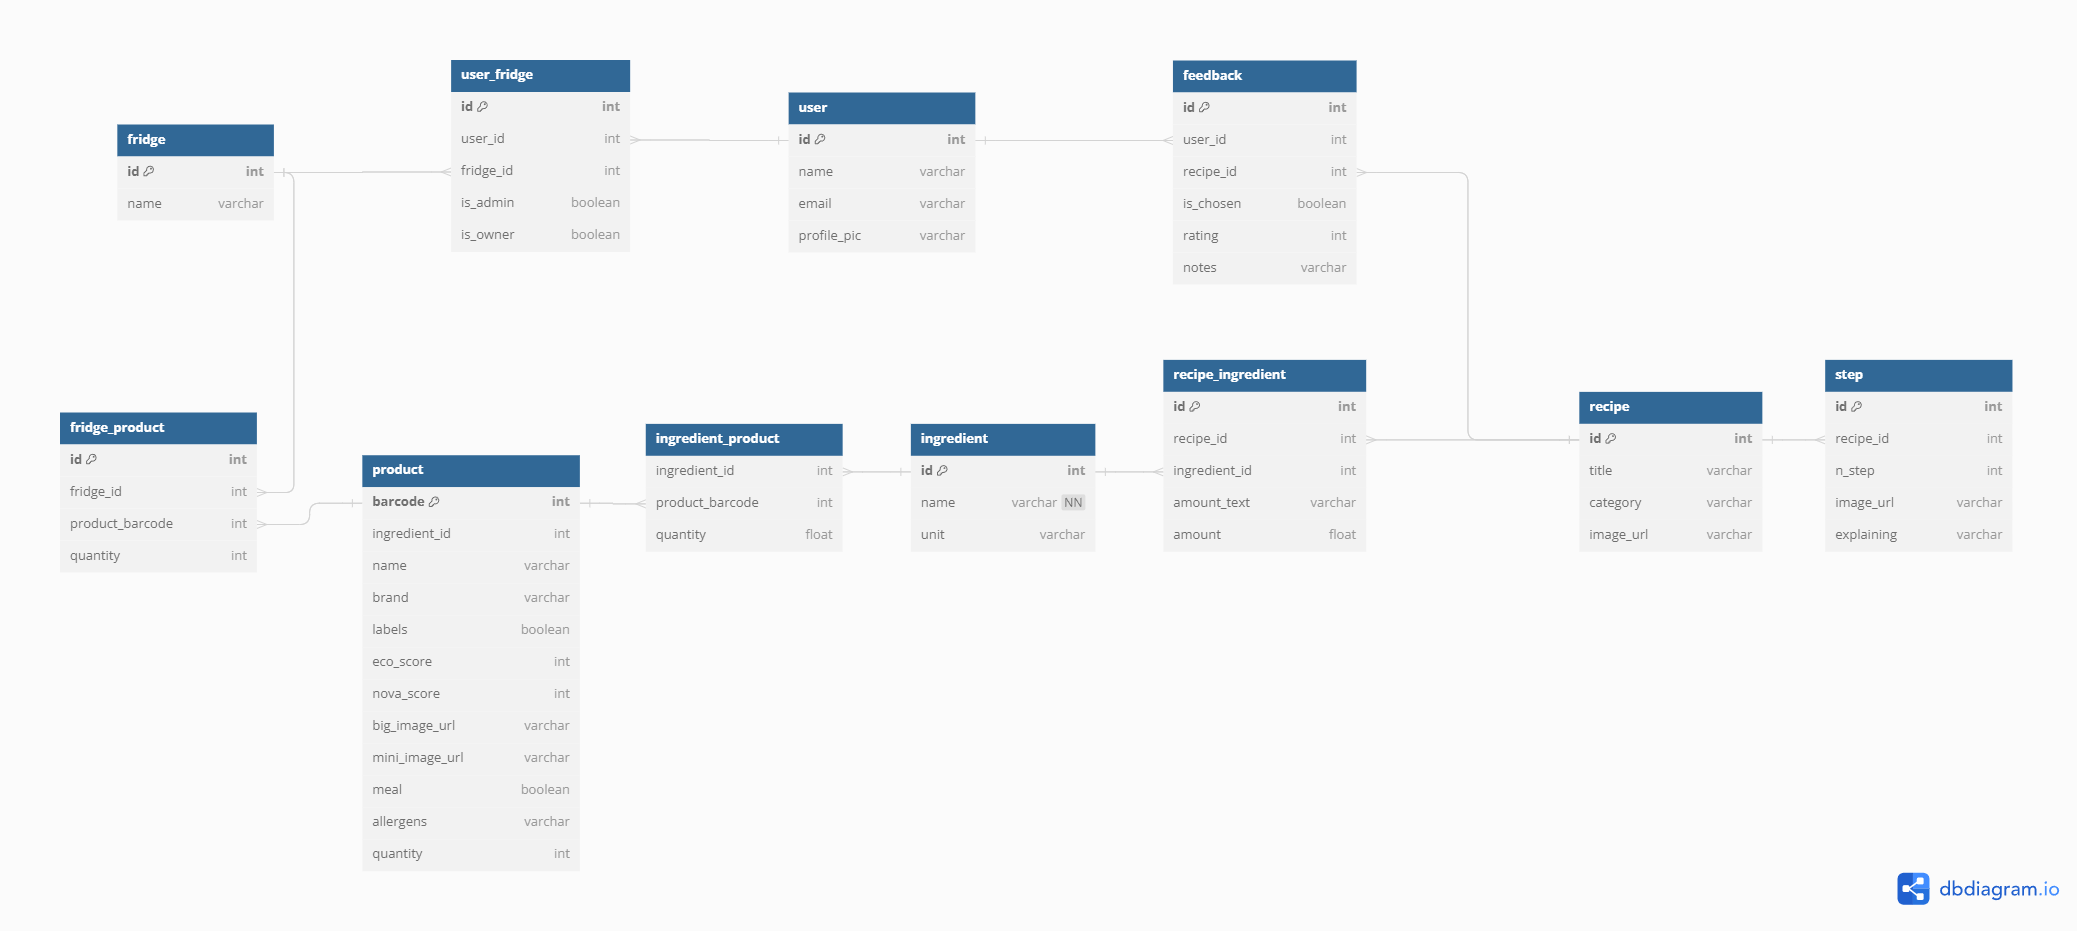 user_fridge
id int
user_id int
fridge_id int
is_admin boolean
is_owner boolean
user
id int
name varchar
email varchar
profile_pic varchar
feedback
id int
user_id int
recipe_id int
is_chosen boolean
rating int
notes varchar
fridge
id int
name varchar
fridge_product
id int
fridge_id int
product_barcode int
quantity int
product
barcode int
ingredient_id int
name varchar
brand varchar
labels boolean
eco_score int
nova_score int
big_image_url varchar
mini_image_url varchar
meal boolean
allergens varchar
quantity int
ingredient_product
ingredient_id int
product_barcode int
quantity float
ingredient
id int
name varchar NN
unit varchar
recipe_ingredient
id int
recipe_id int
ingredient_id int
amount_text varchar
amount float
recipe
id int
title varchar
category varchar
image_url varchar
step
id int
recipe_id int
n_step int
image_url varchar
explaining varchar
dbdiagram.io